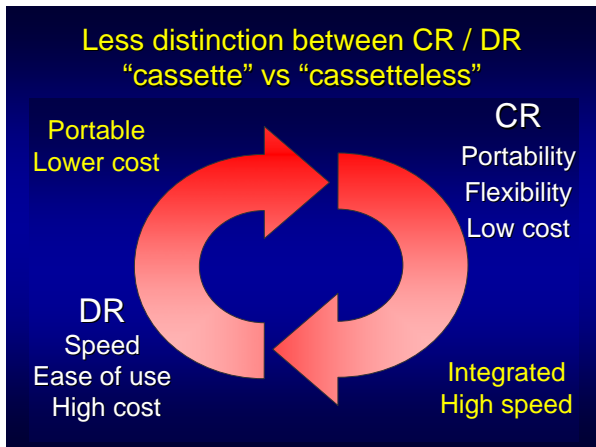 Less distinction between CR / DR
“cassette” vs “cassetteless”
Portable
Lower cost
CR
Portability
Flexibility
Low cost
DR
Speed
Ease of use
High cost
Integrated
High speed